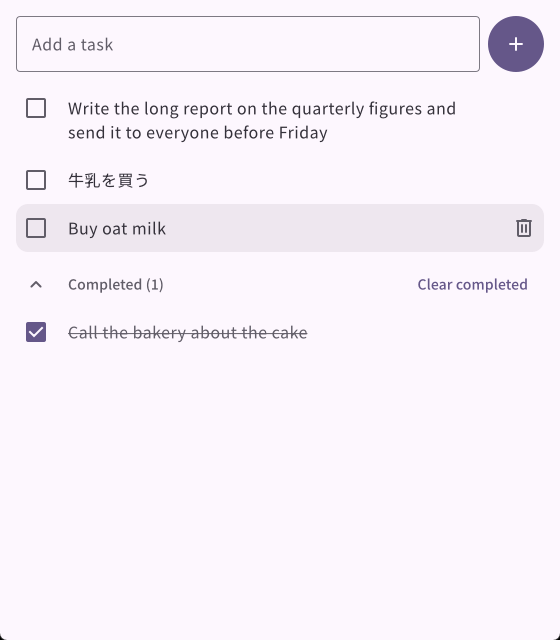 Add a task
Write the long report on the quarterly figures and
send it to everyone before Friday
牛乳を買う
Buy oat milk
Completed (1)
Clear completed
Call the bakery about the cake